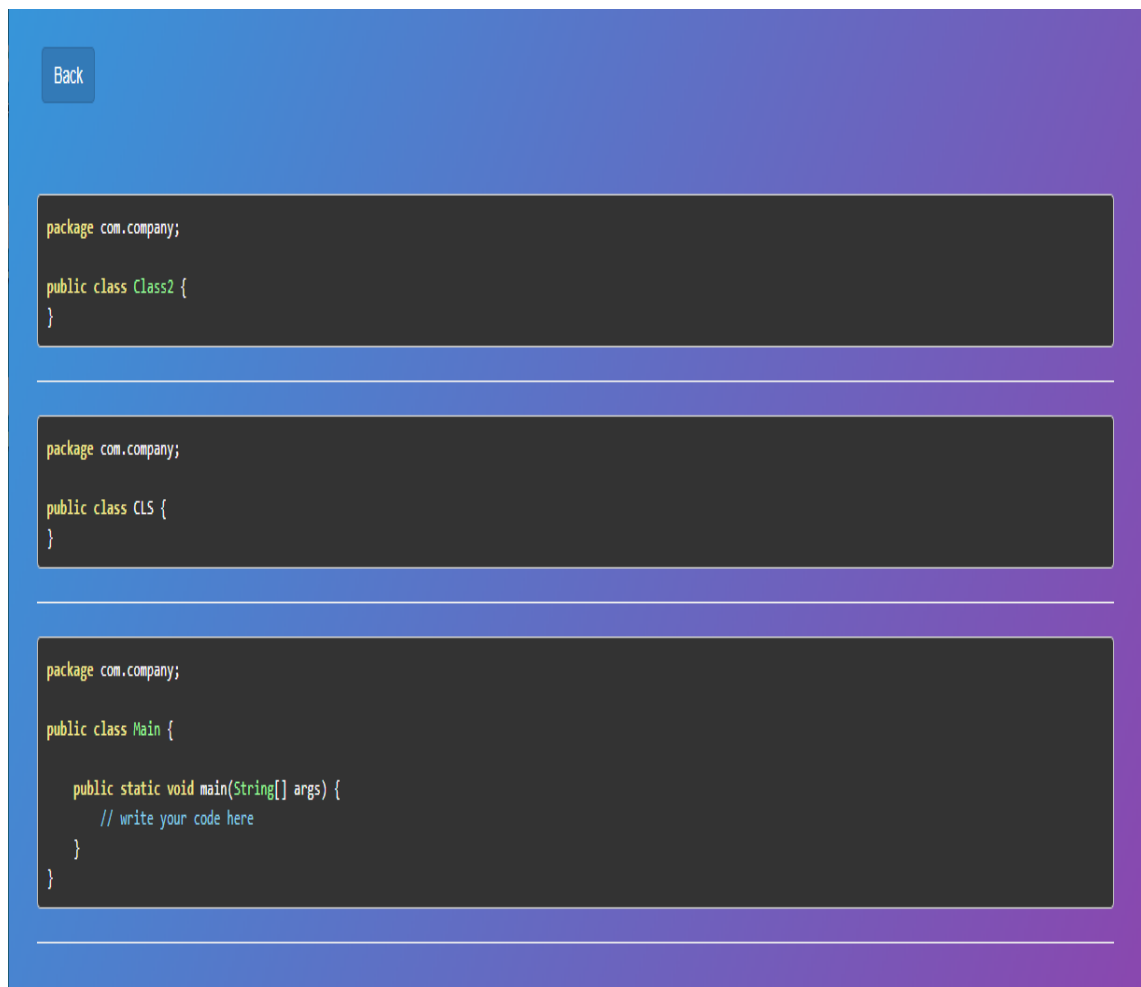 Back
package com.company;
public class Class2 {
}
package com.company;
public class CLS {
}
package com.company;
public class Main {
public static void main(String[] args) {
// write your code here
}
}